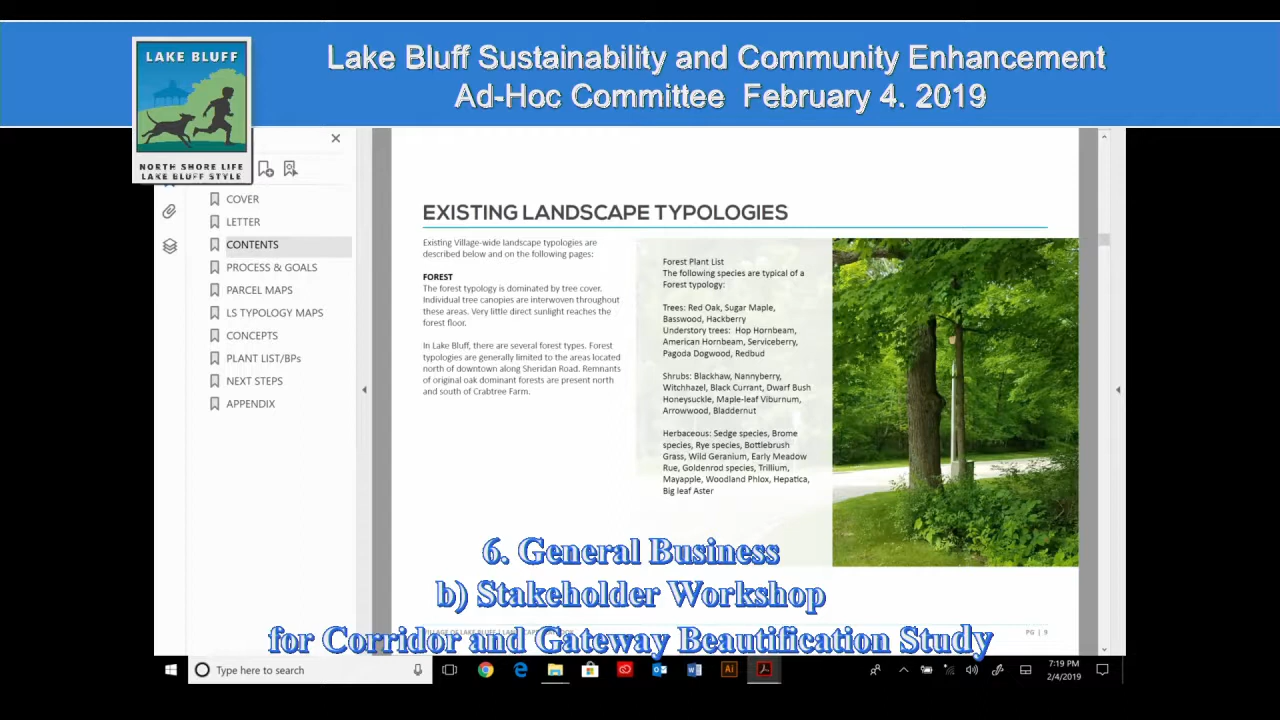 Lake Bluff Sustainability and Community Enhancement
Ad-Hoc Committee February 4. 2019
LAKE BLUFF
NORTH SHORE LIFE
LAKE BLUFF STYLE
COVER
LETTER
CONTENTS
PROCESS & GOALS
PARCEL MAPS
LS TYPOLOGY MAPS
CONCEPTS
PLANT LIST/BPs
NEXT STEPS
APPENDIX
EXISTING LANDSCAPE TYPOLOGIES
Existing Village-wide landscape typologies are
described below and on the following pages:
FOREST
The forest typology is dominated by tree cover.
Individual tree canopies are interwoven throughout
these areas. Very little direct sunlight reaches the
forest floor.
In Lake Bluff, there are several forest types. Forest
typologies are generally limited to the areas located
north of downtown along Sheridan Road. Remnants
of original oak dominant forests are present north
and south of Crabtree Farm.
Forest Plant List
The following species are typical of a
Forest typology:
Trees: Red Oak, Sugar Maple,
Basswood, Hackberry
Understory trees: Hop Hornbeam,
American Hornbeam, Serviceberry,
Pagoda Dogwood, Redbud
Shrubs: Blackhaw, Nannyberry,
Witchhazel, Black Currant, Dwarf Bush
Honeysuckle, Maple-leaf Viburnum,
Arrowwood, Bladdernut
Herbaceous: Sedge species, Brome
species, Rye species, Bottlebrush
Grass, Wild Geranium, Early Meadow
Rue, Goldenrod species, Trillium,
Mayapple, Woodland Phlox, Hepatica,
Big leaf Aster
6. General Business
b) Stakeholder Workshop
for Corridor and Gateway Beautification Study
VILLAGE OF LAKE BLUFF | LANDSCAPE
PG | 9
Type here to search
Ai
7:19 PM
2/4/2019